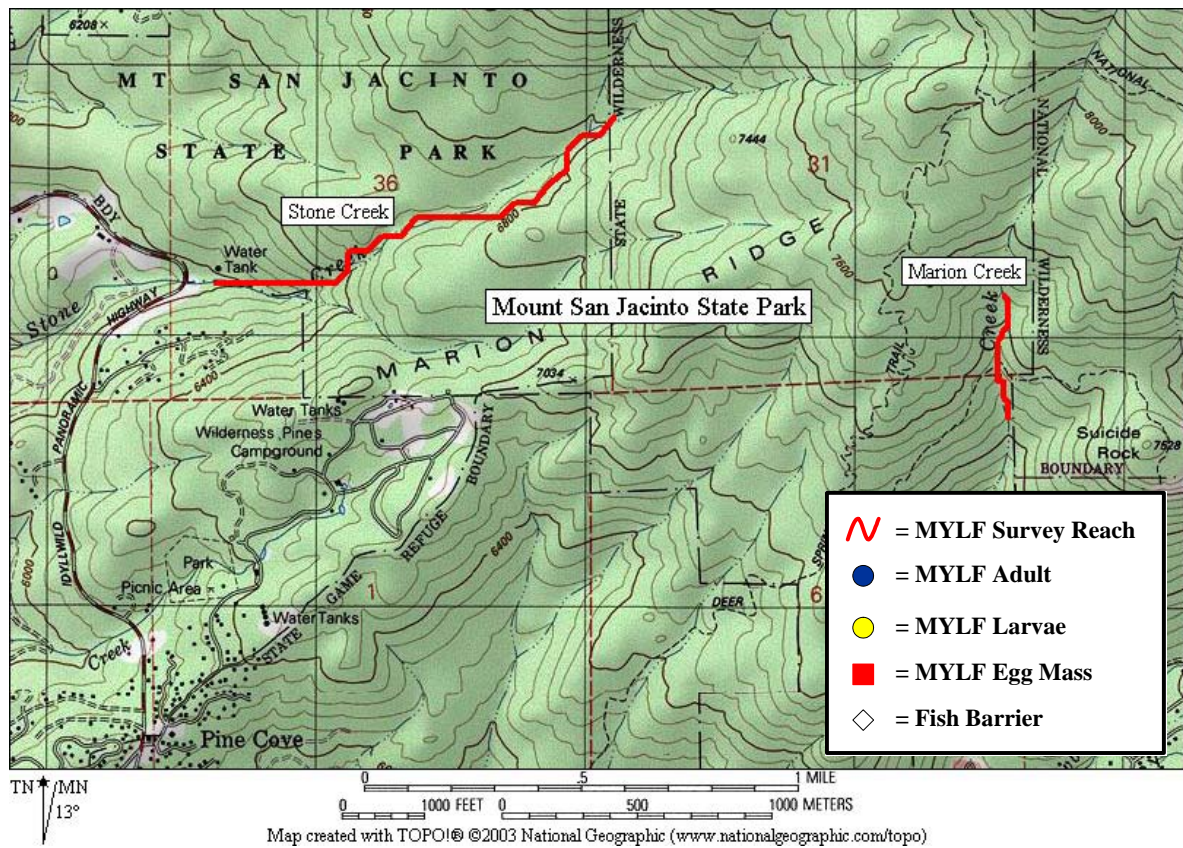 6208
MT SAN JACINTO
STATE PARK
WILDERNESS
STATE
NATIONAL
NATIONAL
WILDERNESS
8000
7444
31
36
BDY
Stone Creek
6800
Water
Tank
Creek
Stone
HIGHWAY
RIDGE
7600
Marion Creek
Creek
Mount San Jacinto State Park
MARION
TRAIL
6400
7034
PANORAMIC
Water Tanks
Wilderness Pines
Campground
BOUNDARY
Suicide
Rock
7528
BOUNDARY
REFUGE
6400
IDYLLWILD
6000
Park
Picnic Area
GAME
1
DEER
6
Water Tanks
STATE
Creek
Pine Cove
= MYLF Survey Reach
= MYLF Adult
= MYLF Larvae
= MYLF Egg Mass
= Fish Barrier
TN MN
13°
0 .5 1 MILE
0 1000 FEET 0 500 1000 METERS
Map created with TOPO!® ©2003 National Geographic (www.nationalgeographic.com/topo)